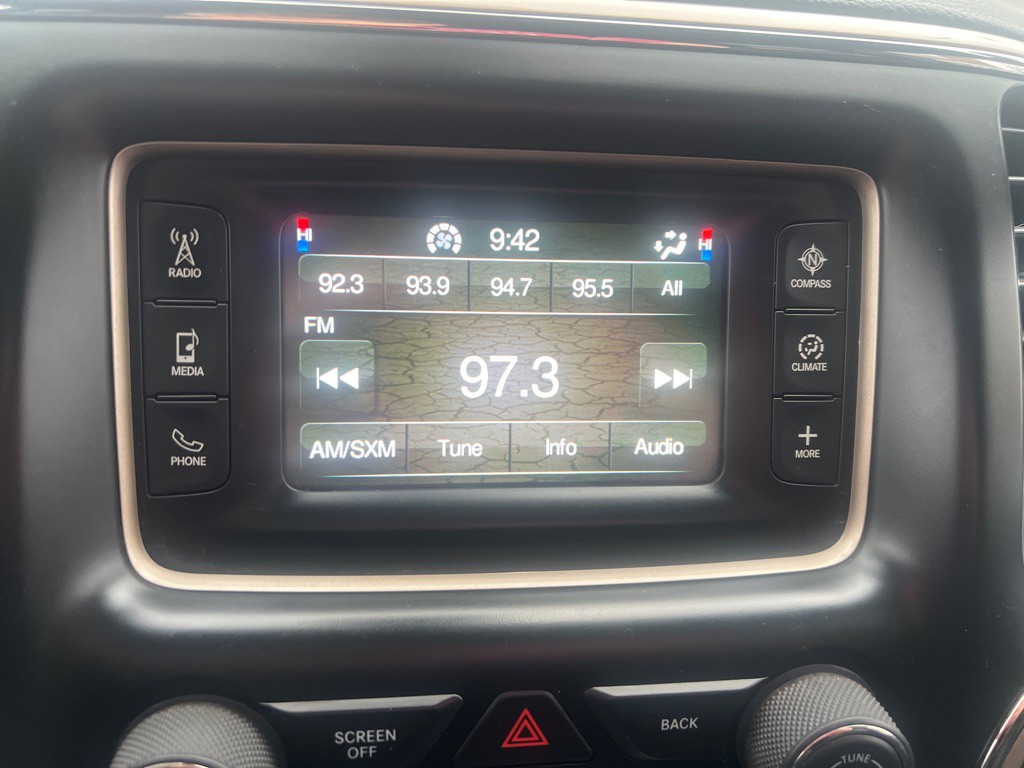 HI 9:42 HI
92.3 93.9 94.7 95.5 All
FM
97.3
AM/SXM Tune Info Audio
RADIO
MEDIA
PHONE
N
COMPASS
CLIMATE
MORE
SCREEN
OFF
BACK
TUNE